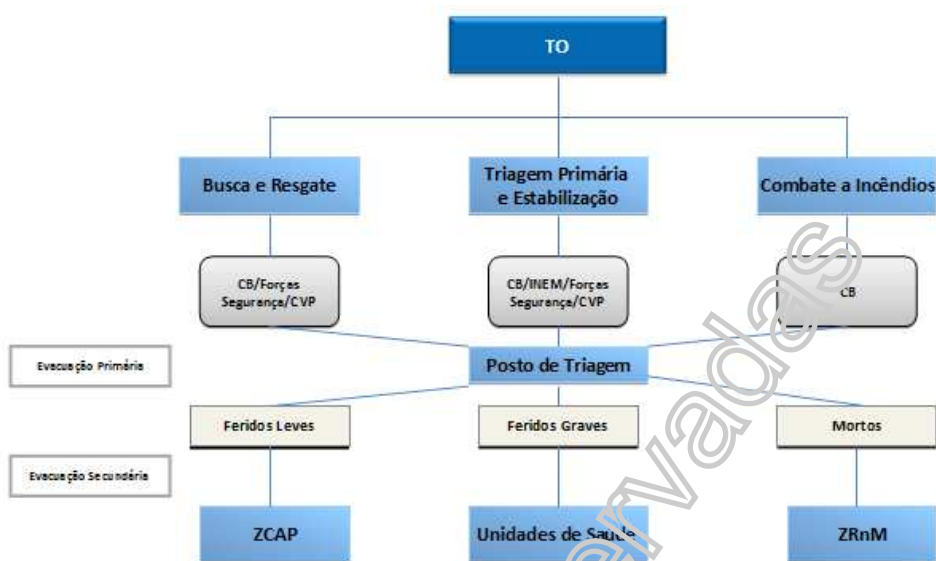 TO
Busca e Resgate
Triagem Primária
e Estabilização
Combate a Incêndios
CB/Forças
Segurança/CVP
CB/INEM/Forças
Segurança/CVP
CB
Evacuação Primária
Posto de Triagem
Feridos Leves
Feridos Graves
Mortos
Evacuação Secundária
ZCAP
Unidades de Saúde
ZRnM
ervadas